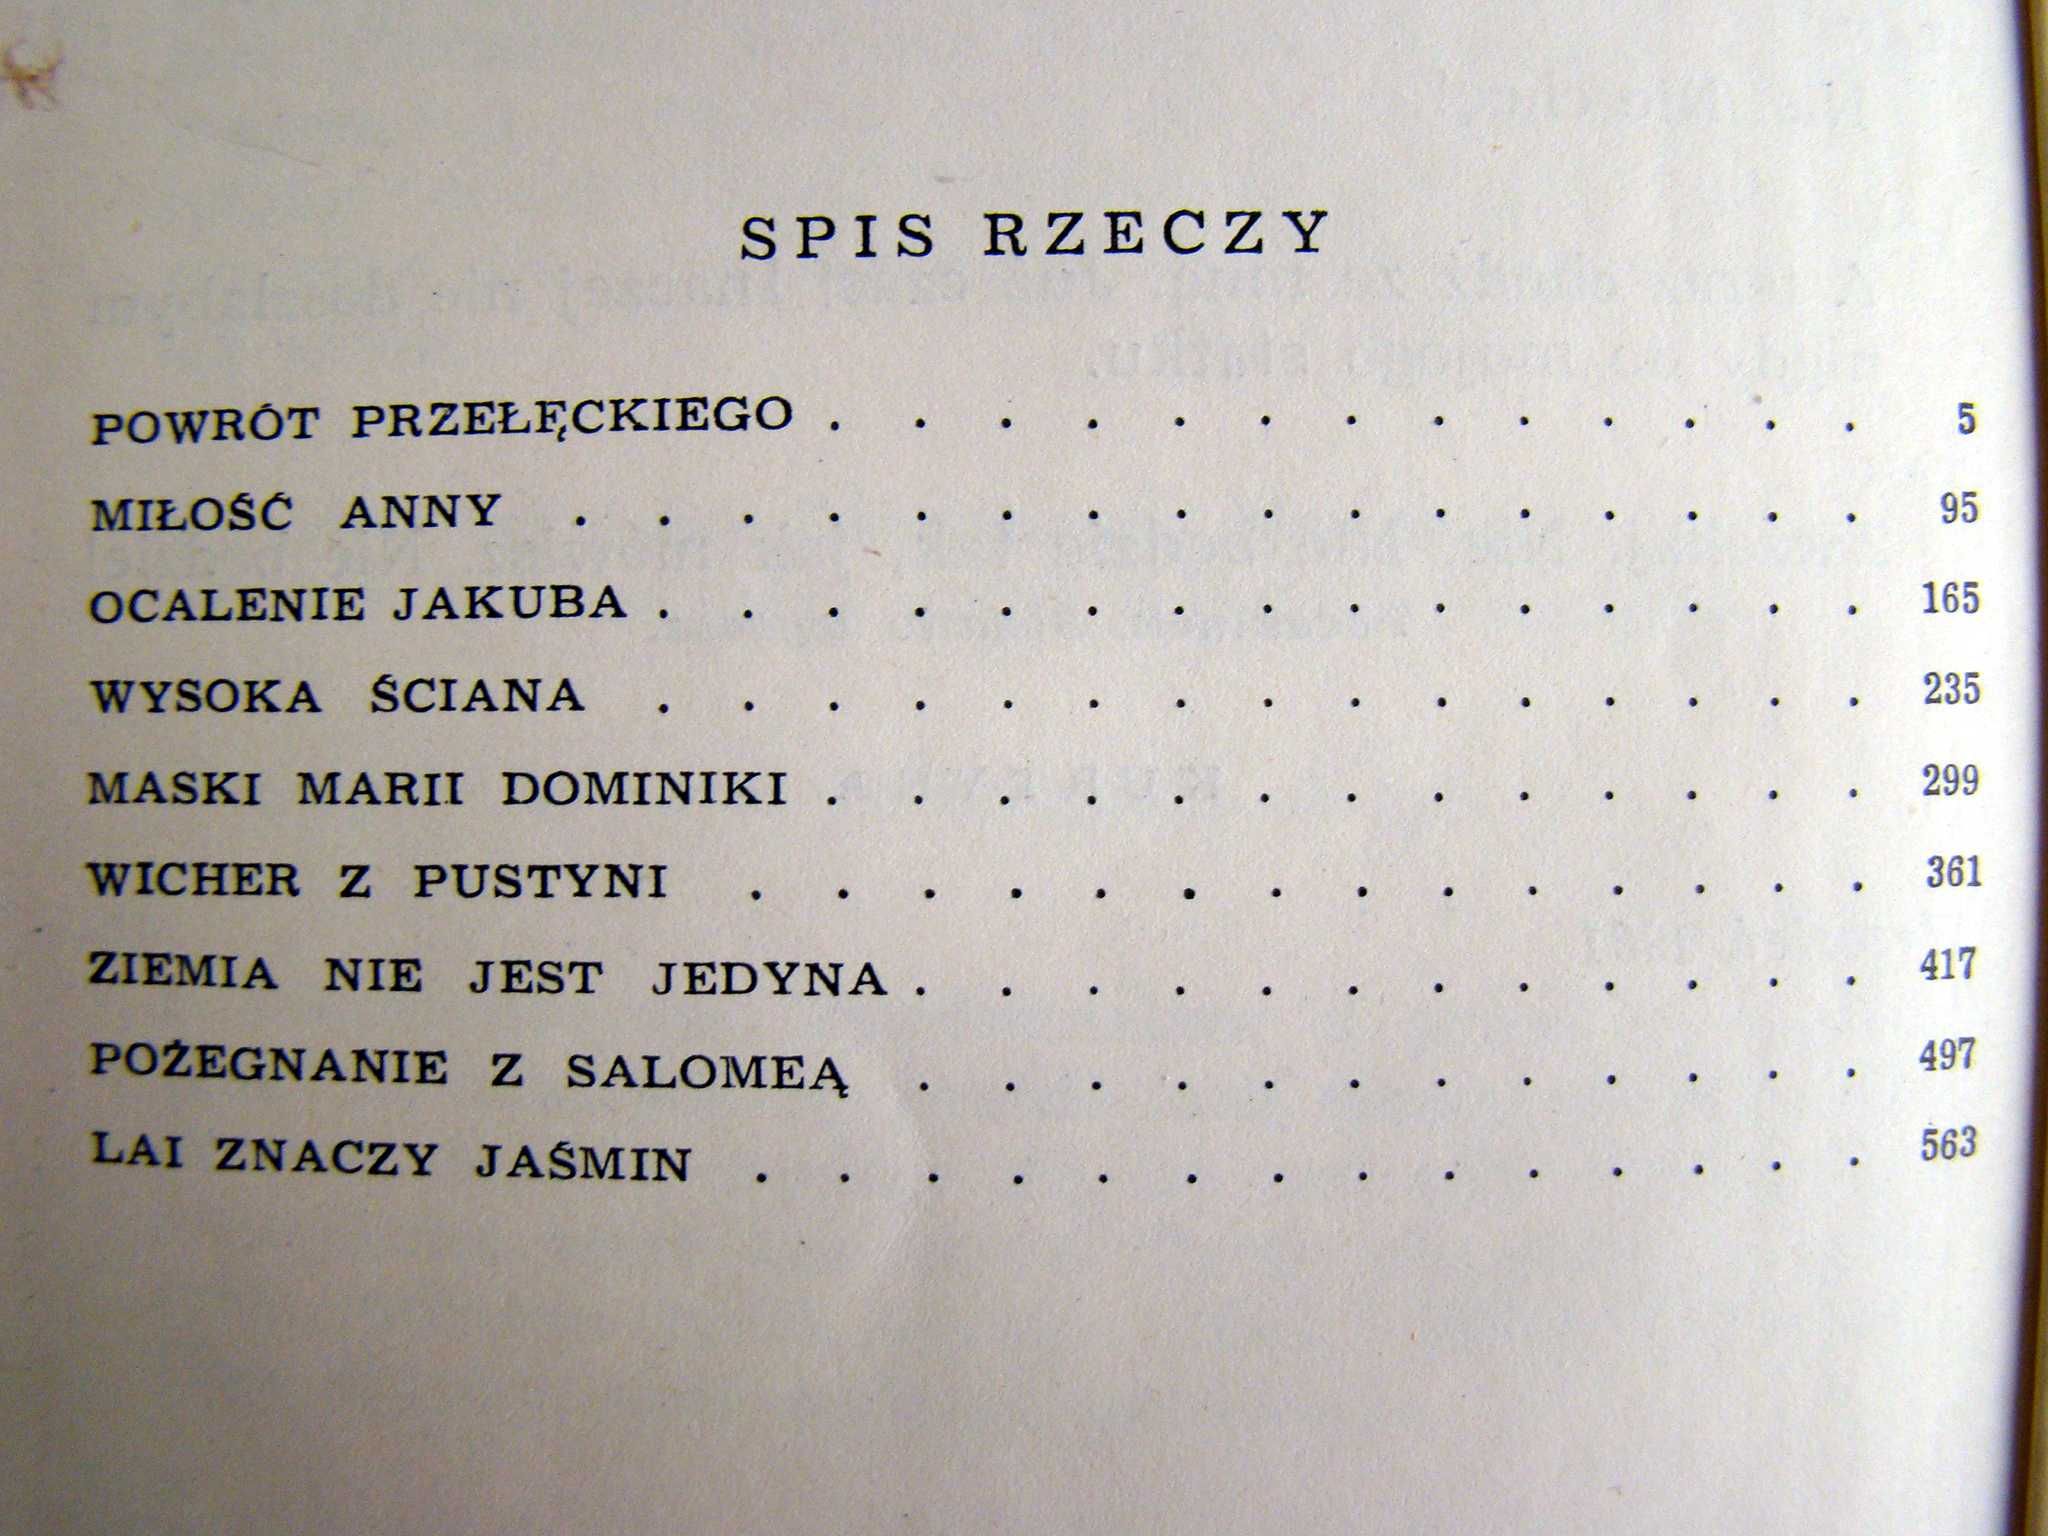 SPIS RZECZY
POWRÓT PRZEŁĘCKIEGO . . . . . . . . . . . . . 5
MIŁOŚĆ ANNY . . . . . . . . . . . . . . . . 95
OCALENIE JAKUBA . . . . . . . . . . . . . . . 165
WYSOKA ŚCIANA . . . . . . . . . . . . . . . 235
MASKI MARII DOMINIKI . . . . . . . . . . . . . 299
WICHER Z PUSTYNI . . . . . . . . . . . . . . 361
ZIEMIA NIE JEST JEDYNA . . . . . . . . . . . . 417
POŻEGNANIE Z SALOMEĄ . . . . . . . . . . . . 497
LAI ZNACZY JAŚMIN . . . . . . . . . . . . . . 563